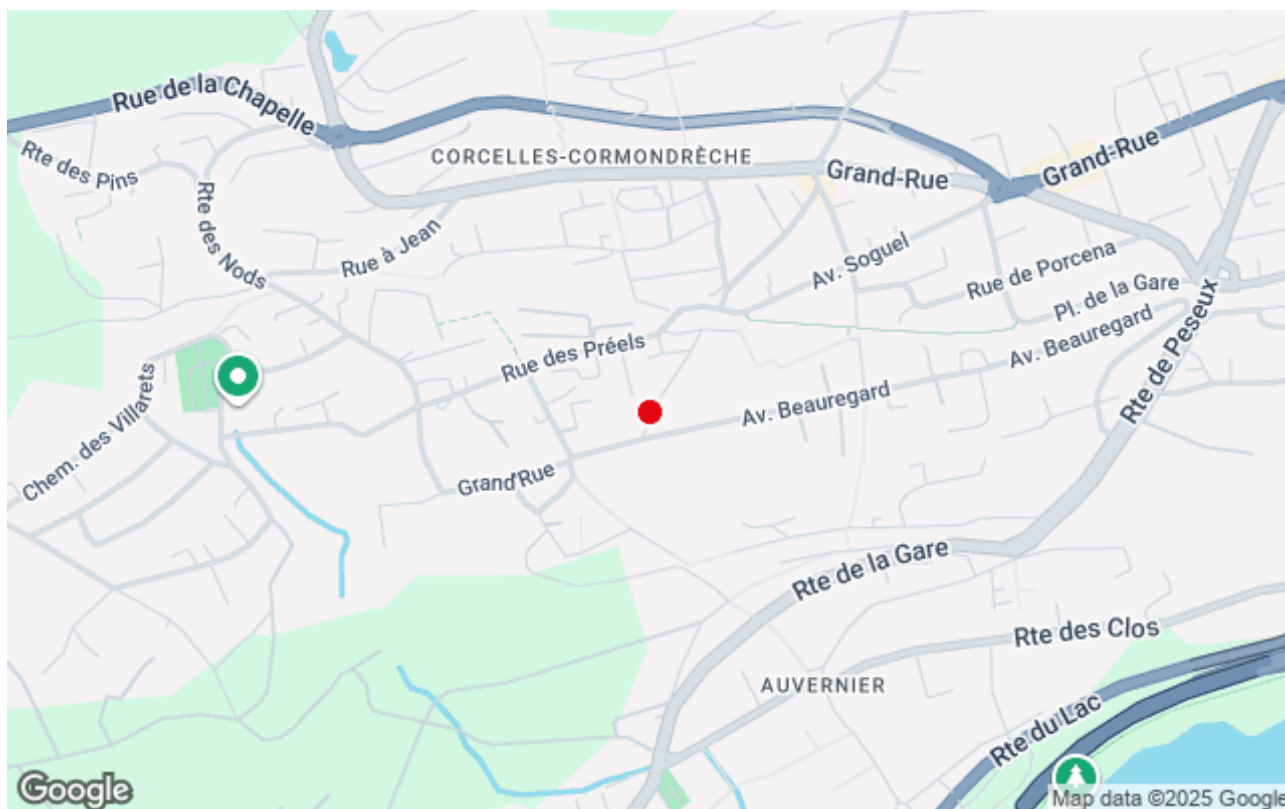 Rue de la Chapelle
Rte des Pins
CORCELLES-CORMONDRÈCHE
Grand-Rue
Grand-Rue
Rte des Nods
Rue à Jean
Av. Soguel
Rue de Porcena
Pl. de la Gare
Rue des Préels
Av. Beauregard
Av. Beauregard
Rte de Peseux
Chem. des Villarets
Grand'Rue
Rte de la Gare
Rte des Clos
AUVERNIER
Rte du Lac
Google
Map data ©2025 Google